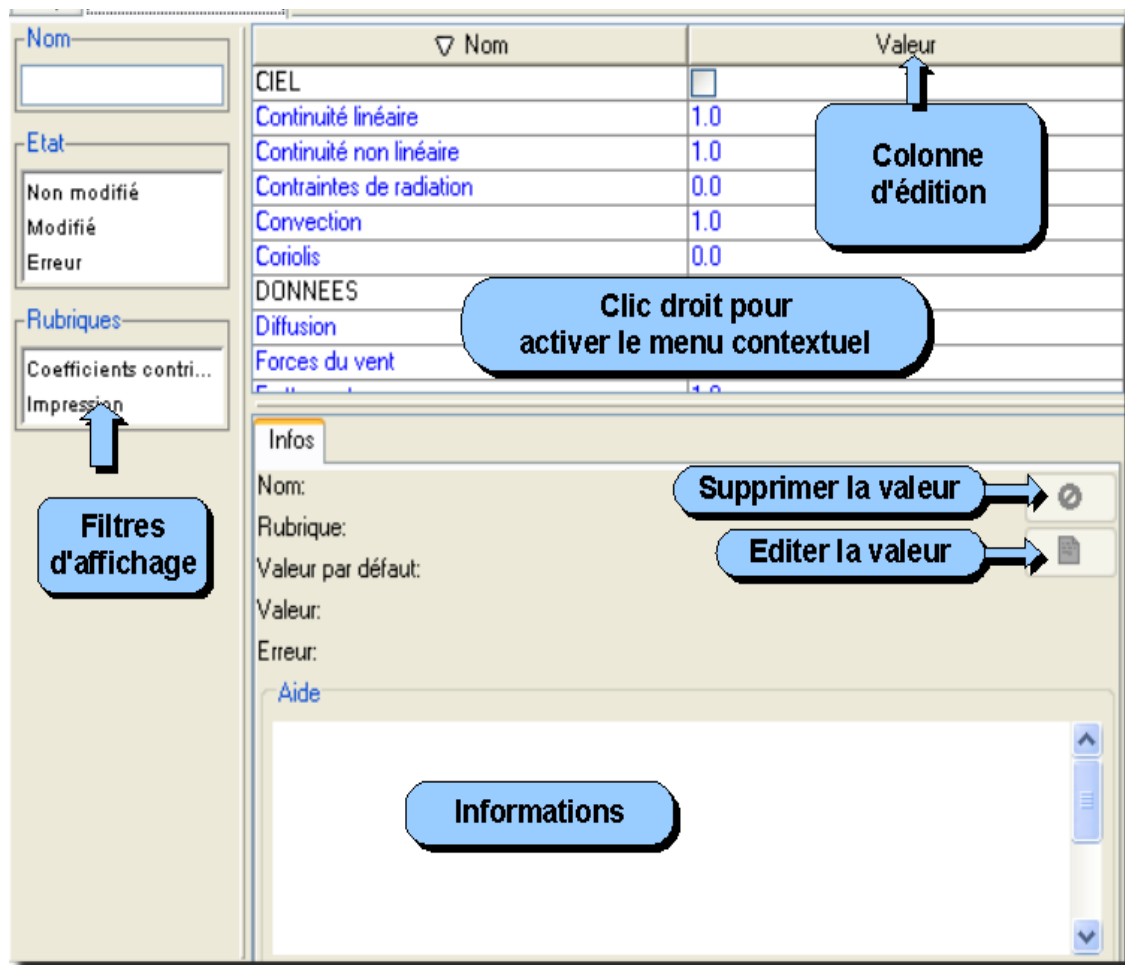 Nom
Etat
Non modifié
Modifié
Erreur
Rubriques
Coefficients contri...
Impression
Filtres
d'affichage
Nom
Valeur
CIEL
Continuité linéaire
1.0
Continuité non linéaire
1.0
Contraintes de radiation
0.0
Convection
1.0
Coriolis
0.0
DONNEES
Diffusion
Forces du vent
1.0
Colonne
d'édition
Clic droit pour
activer le menu contextuel
Infos
Nom:
Rubrique:
Valeur par défaut:
Valeur:
Erreur:
Supprimer la valeur
Editer la valeur
Aide
Informations